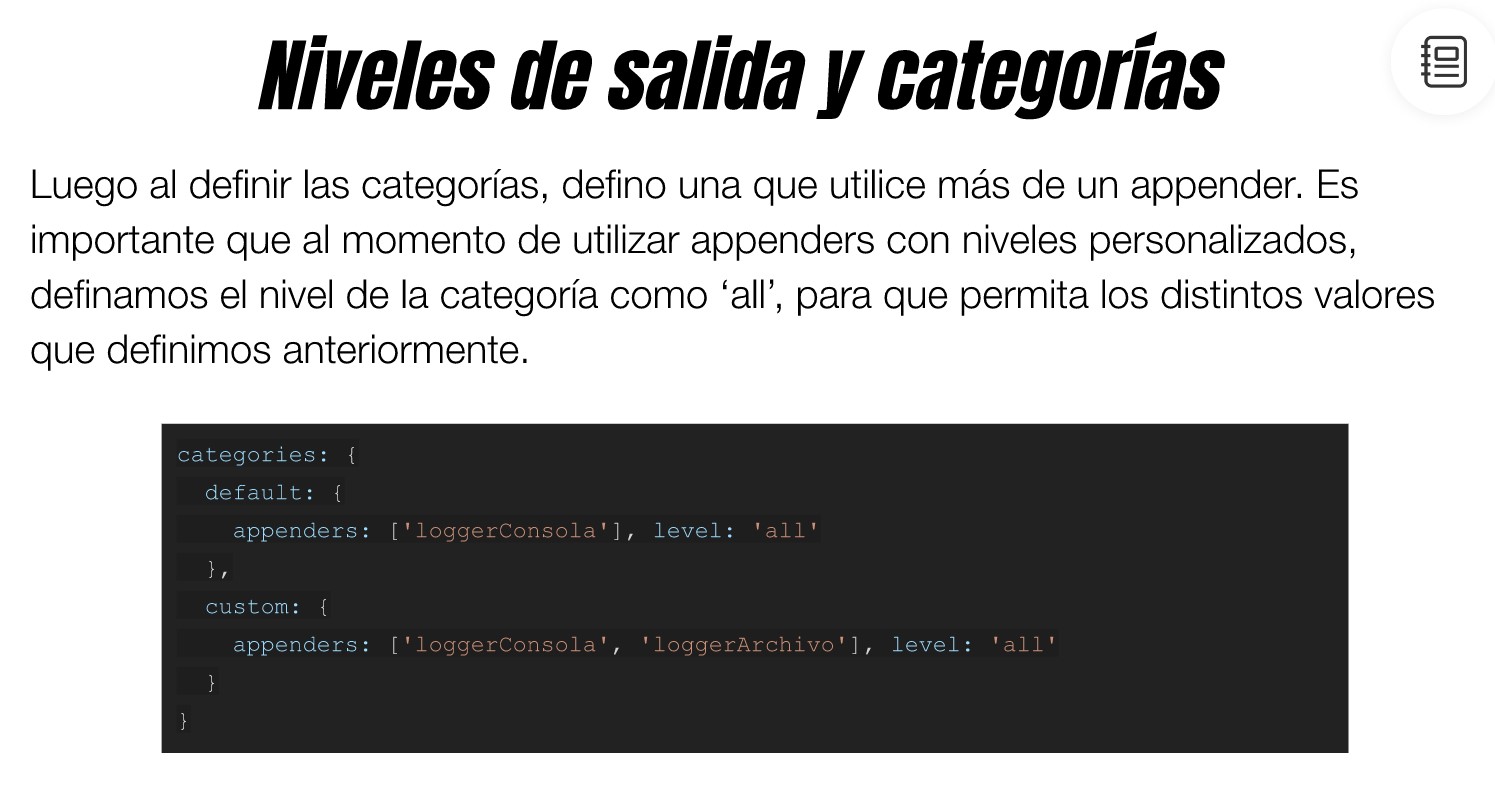 Niveles de salida y categorías
Luego al definir las categorías, defino una que utilice más de un appender. Es
importante que al momento de utilizar appenders con niveles personalizados,
definamos el nivel de la categoría como ‘all’, para que permita los distintos valores
que definimos anteriormente.
categories: {
  default: {
    appenders: ['loggerConsola'], level: 'all'
  },
  custom: {
    appenders: ['loggerConsola', 'loggerArchivo'], level: 'all'
  }
}